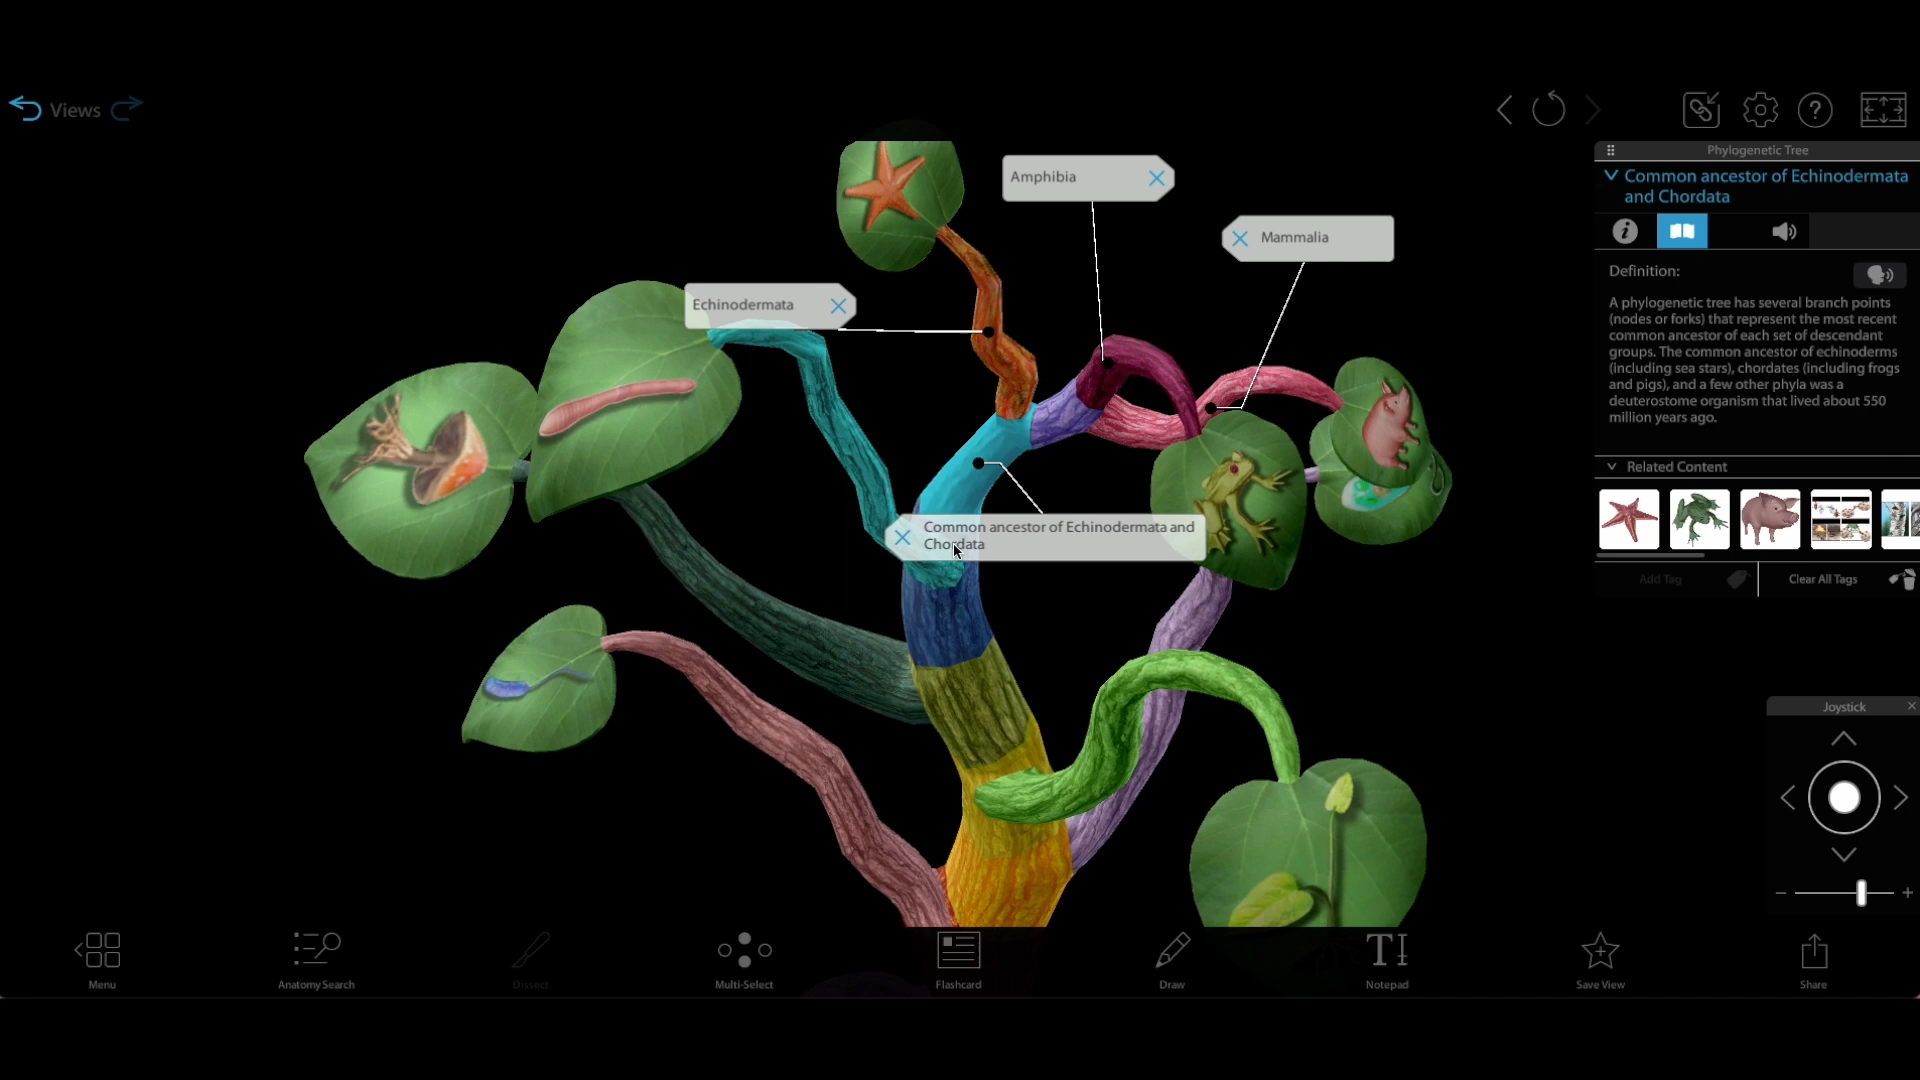 Views
Phylogenetic Tree
Common ancestor of Echinodermata
and Chordata
Definition:
A phylogenetic tree has several branch points
(nodes or forks) that represent the most recent
common ancestor of each set of descendant
groups. The common ancestor of echinoderms
(including sea stars), chordates (including frogs
and pigs), and a few other phyla was a
deuterostome organism that lived about 550
million years ago.
Related Content
Add Tag
Clear All Tags
Amphibia
Mammalia
Echinodermata
Common ancestor of Echinodermata and
Chordata
Joystick
Menu
Anatomy Search
Dissect
Multi-Select
Flashcard
Draw
Notepad
Save View
Share